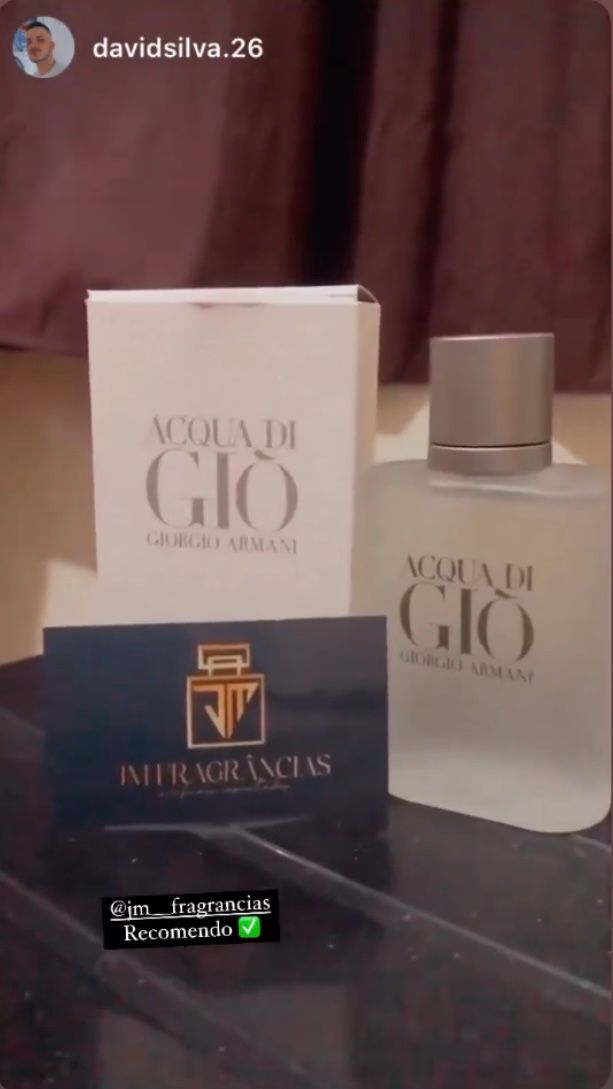 davidsilva.26
ACQUA DI
GIÒ
GIORGIO ARMANI
ACQUA DI
GIÒ
GIORGIO ARMANI
JM
JM FRAGRÂNCIAS
@jm__fragrancias
Recomendo ✅